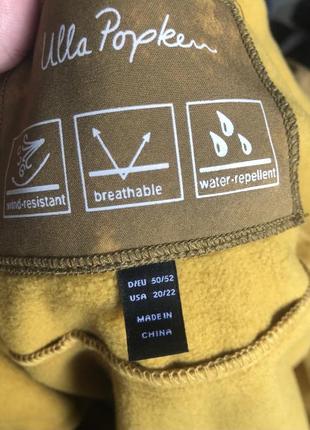 Ulla Popken
wind-resistant
breathable
water-repellent
D/EU 50/52
USA 20/22
MADE IN
CHINA